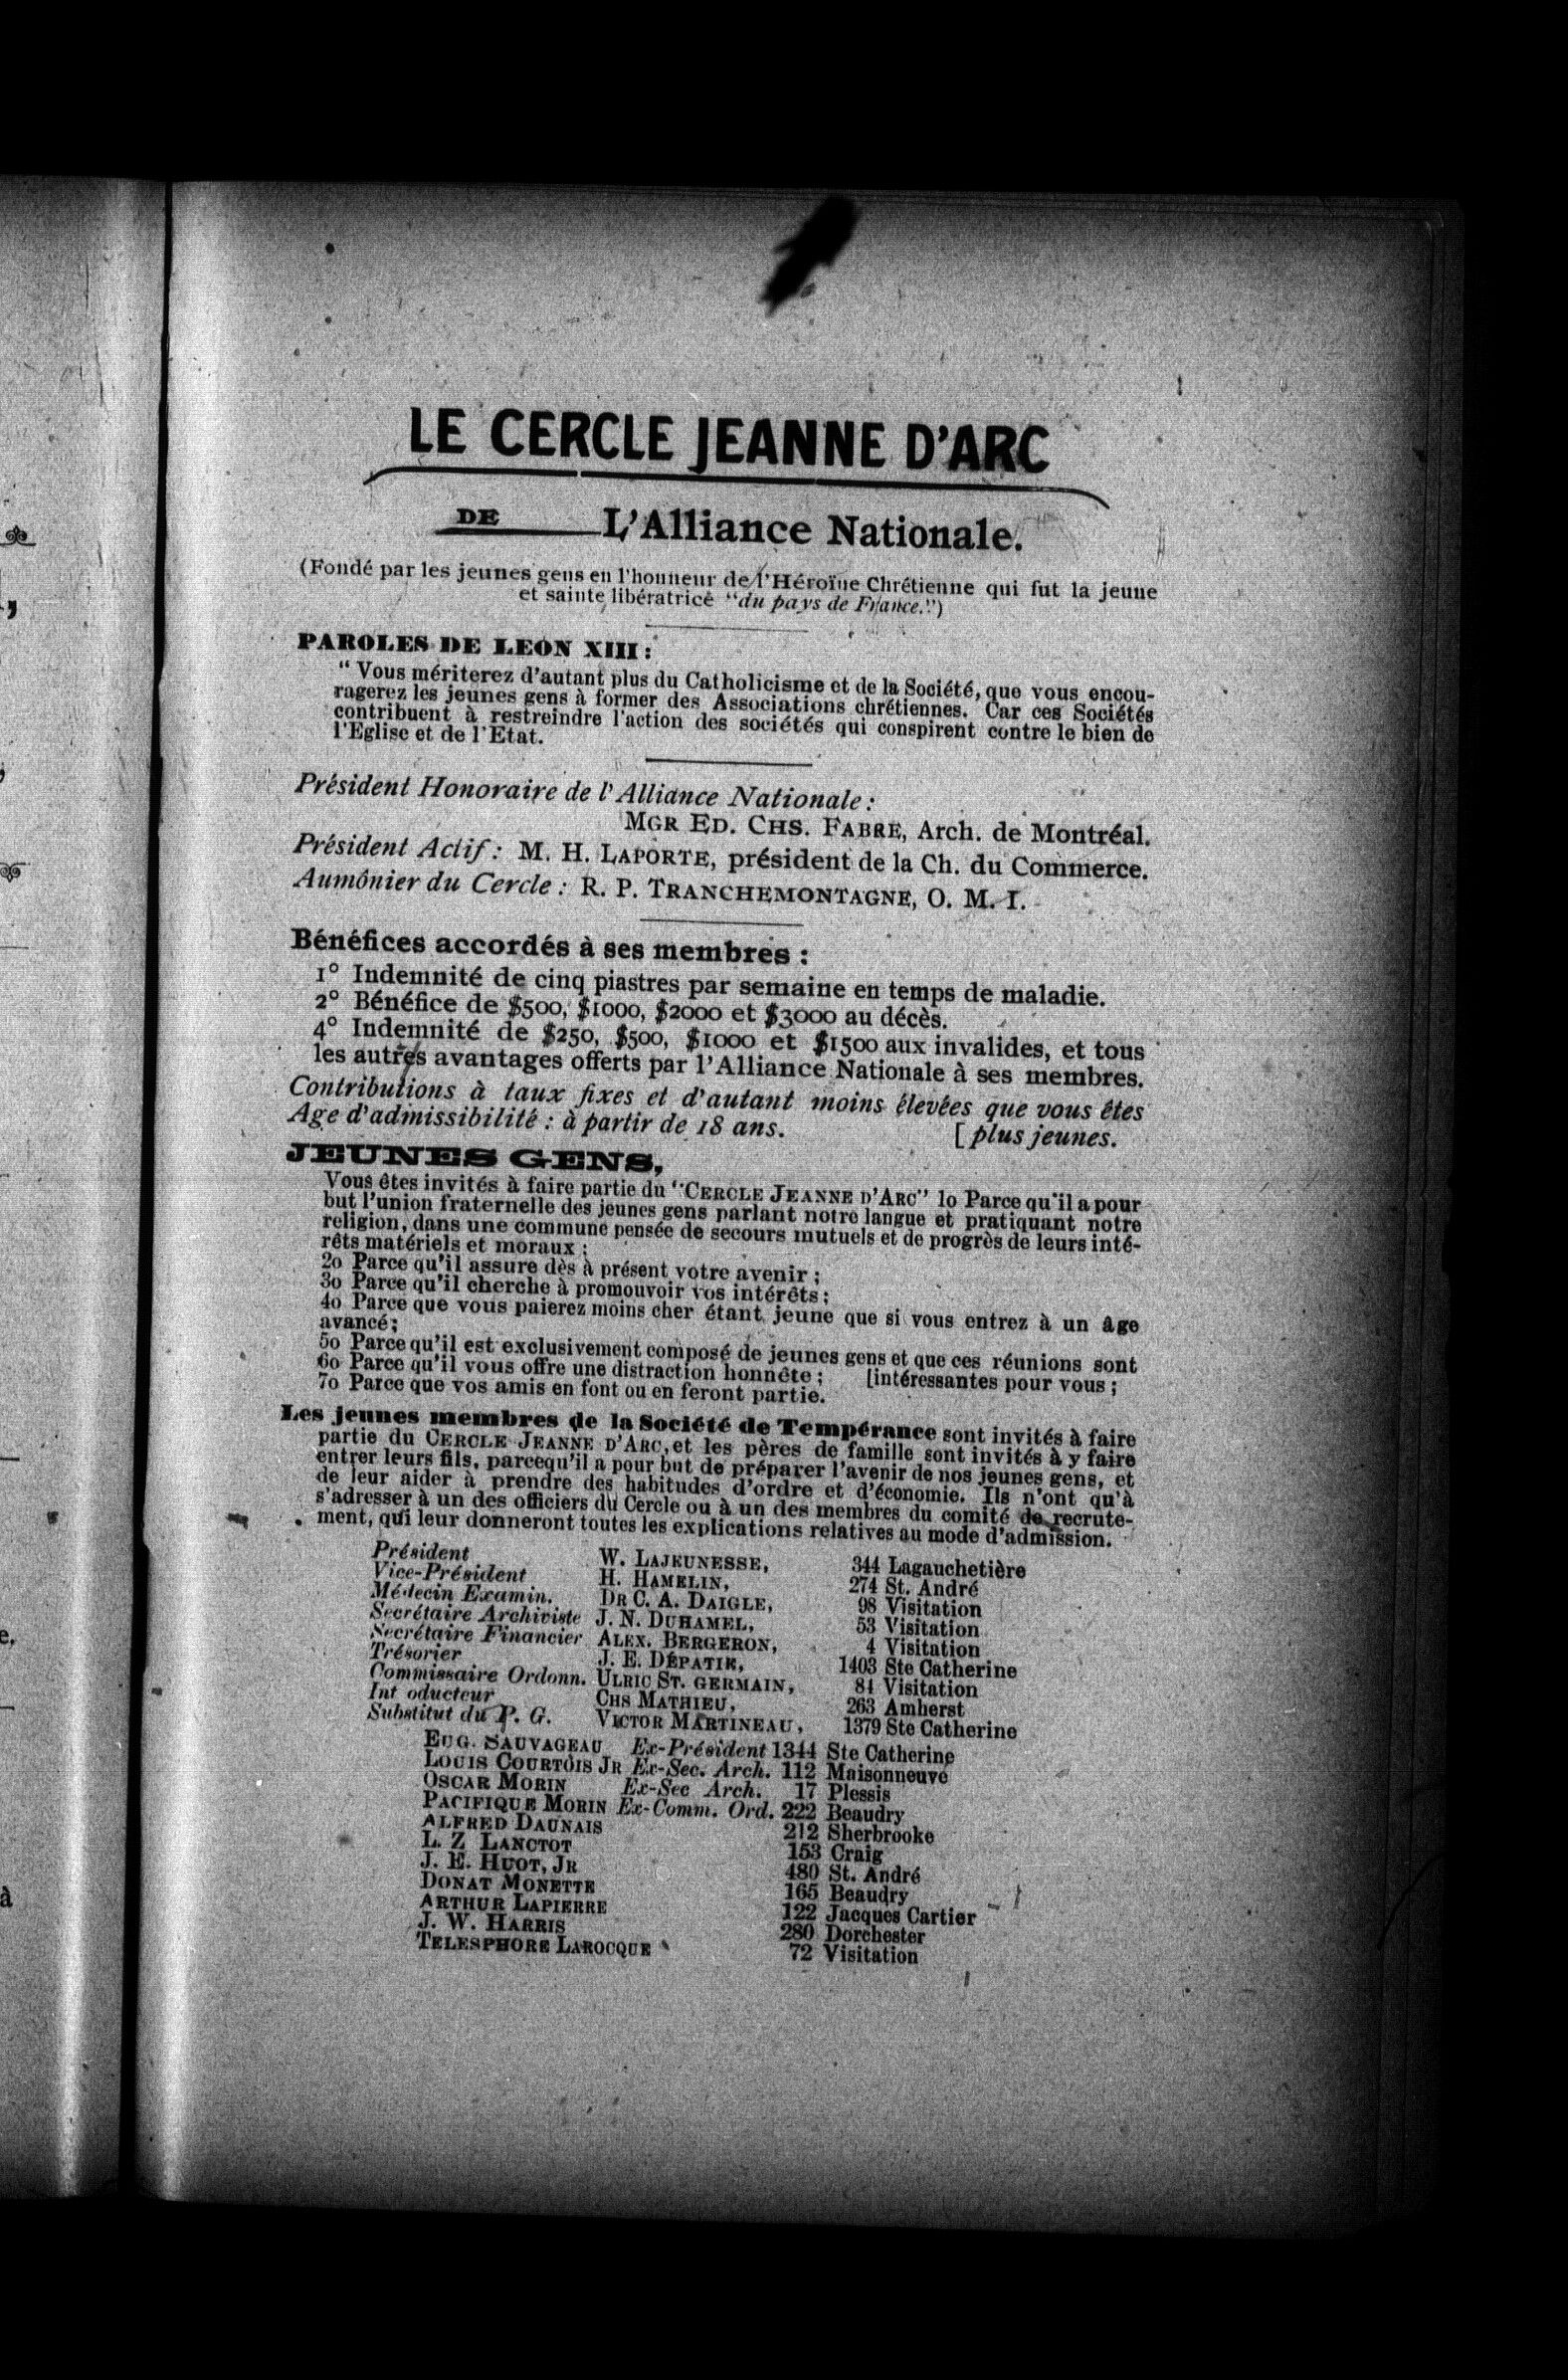 LE CERCLE JEANNE D'ARC
DE L'Alliance Nationale.
(Fondé par les jeunes gens en l'honneur de l'Héroïne Chrétienne qui fut la jeune
et sainte libératrice "du pays de France.")
PAROLES DE LEON XIII :
" Vous mériterez d'autant plus du Catholicisme et de la Société, que vous encou-
ragerez les jeunes gens à former des Associations chrétiennes. Car ces Sociétés
contribuent à restreindre l'action des sociétés qui conspirent contre le bien de
l'Eglise et de l'Etat.
Président Honoraire de l'Alliance Nationale :
MGR ED. CHS. FABRE, Arch. de Montréal.
Président Actif : M. H. LAPORTE, président de la Ch. du Commerce.
Aumônier du Cercle : R. P. TRANCHEMONTAGNE, O. M. I.
Bénéfices accordés à ses membres :
1° Indemnité de cinq piastres par semaine en temps de maladie.
2° Bénéfice de $500, $1000, $2000 et $3000 au décès.
4° Indemnité de $250, $500, $1000 et $1500 aux invalides, et tous
les autres avantages offerts par l'Alliance Nationale à ses membres.
Contributions à taux fixes et d'autant moins élevées que vous êtes
Age d'admissibilité : à partir de 18 ans. [plus jeunes.
JEUNES GENS,
Vous êtes invités à faire partie du "CERCLE JEANNE D'ARC" 1o Parce qu'il a pour
but l'union fraternelle des jeunes gens parlant notre langue et pratiquant notre
religion, dans une commune pensée de secours mutuels et de progrès de leurs inté-
rêts matériels et moraux ;
2o Parce qu'il assure dès à présent votre avenir ;
3o Parce qu'il cherche à promouvoir vos intérêts ;
4o Parce que vous paierez moins cher étant jeune que si vous entrez à un âge
avancé ;
5o Parce qu'il est exclusivement composé de jeunes gens et que ces réunions sont
6o Parce qu'il vous offre une distraction honnête ; [intéressantes pour vous ;
7o Parce que vos amis en font ou en feront partie.
Les jeunes membres de la Société de Tempérance sont invités à faire
partie du CERCLE JEANNE D'ARC, et les pères de famille sont invités à y faire
entrer leurs fils, parcequ'il a pour but de préparer l'avenir de nos jeunes gens, et
de leur aider à prendre des habitudes d'ordre et d'économie. Ils n'ont qu'à
s'adresser à un des officiers du Cercle ou à un des membres du comité de recrute-
ment, qui leur donneront toutes les explications relatives au mode d'admission.
Président W. LAJEUNESSE, 344 Lagauchetière
Vice-Président H. HAMELIN, 274 St. André
Médecin Examin. DR C. A. DAIGLE, 98 Visitation
Secrétaire Archiviste J. N. DUHAMEL, 53 Visitation
Secrétaire Financier ALEX. BERGERON, 4 Visitation
Trésorier J. E. DÉPATIE, 1403 Ste Catherine
Commissaire Ordonn. ULRIC ST. GERMAIN, 81 Visitation
Int oducteur CHS MATHIEU, 263 Amherst
Substitut du P. G. VICTOR MARTINEAU, 1379 Ste Catherine
EUG. SAUVAGEAU Ex-Président 1344 Ste Catherine
LOUIS COURTOIS JR Ex-Sec. Arch. 112 Maisonneuve
OSCAR MORIN Ex-Sec Arch. 17 Plessis
PACIFIQUE MORIN Ex-Comm. Ord. 222 Beaudry
ALFRED DAUNAIS 212 Sherbrooke
L. Z LANCTOT 153 Craig
J. E. HUOT, JR 480 St. André
DONAT MONETTE 165 Beaudry
ARTHUR LAPIERRE 122 Jacques Cartier
J. W. HARRIS 280 Dorchester
TELESPHORE LAROCQUE 72 Visitation